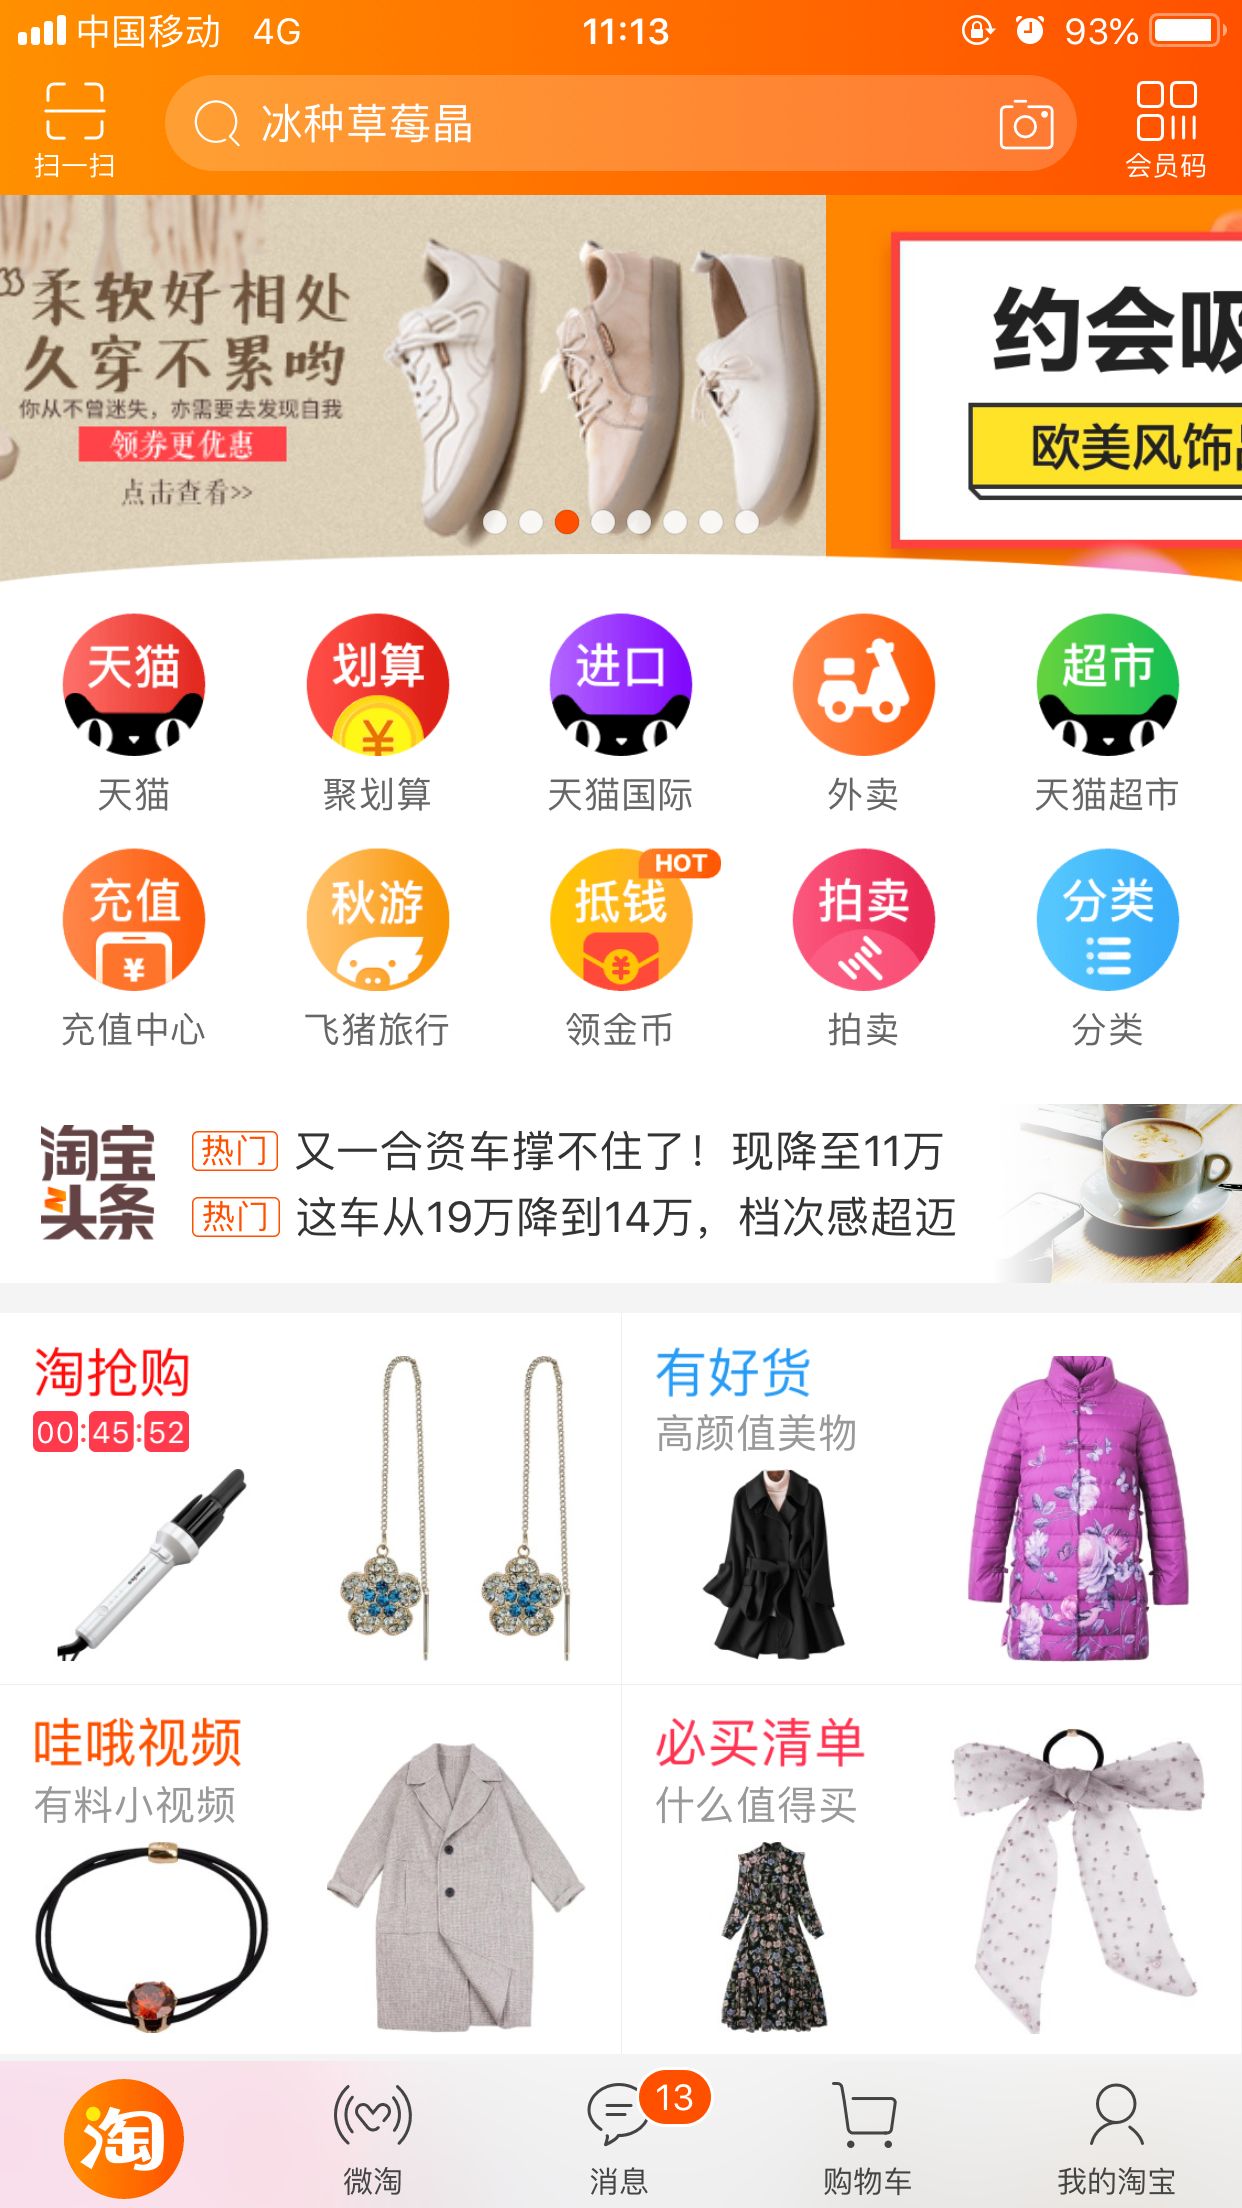 中国移动 4G 11:13 93%
扫一扫
冰种草莓晶
会员码
柔软好相处
久穿不累哟
你从不曾迷失，亦需要去发现自我
领券更优惠
点击查看>>
约会吸
欧美风饰品
天猫 划算 ¥ 进口 超市
天猫 聚划算 天猫国际 外卖 天猫超市
HOT
充值 ¥ 秋游 抵钱 ¥ 拍卖 分类
充值中心 飞猪旅行 领金币 拍卖 分类
淘宝头条
热门 又一合资车撑不住了！现降至11万
热门 这车从19万降到14万，档次感超迈
淘抢购
00:45:52
有好货
高颜值美物
哇哦视频
有料小视频
必买清单
什么值得买
淘
微淘
13
消息
购物车
我的淘宝